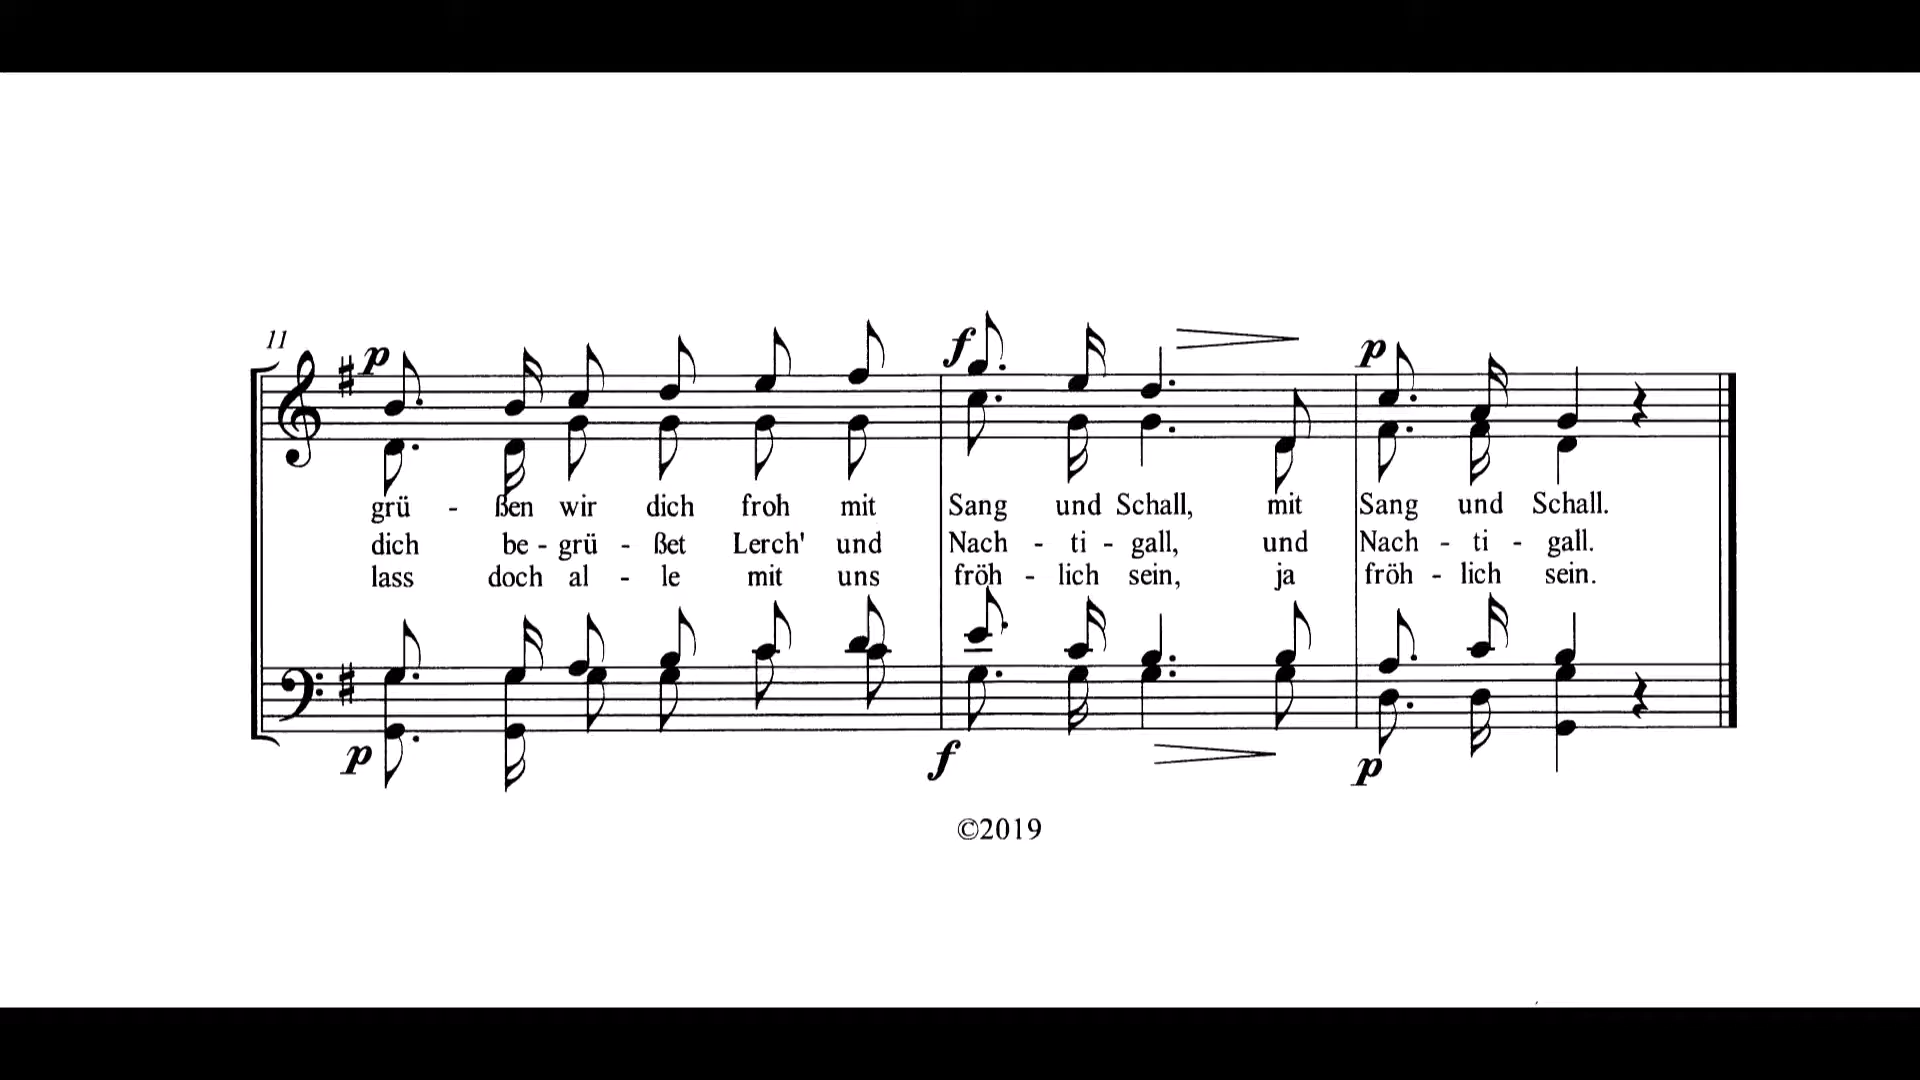 11
p f p
grü - ßen wir dich froh mit Sang und Schall, mit Sang und Schall.
dich be - grü - ßet Lerch' und Nach - ti - gall, und Nach - ti - gall.
lass doch al - le mit uns fröh - lich sein, ja fröh - lich sein.
p f p
©2019